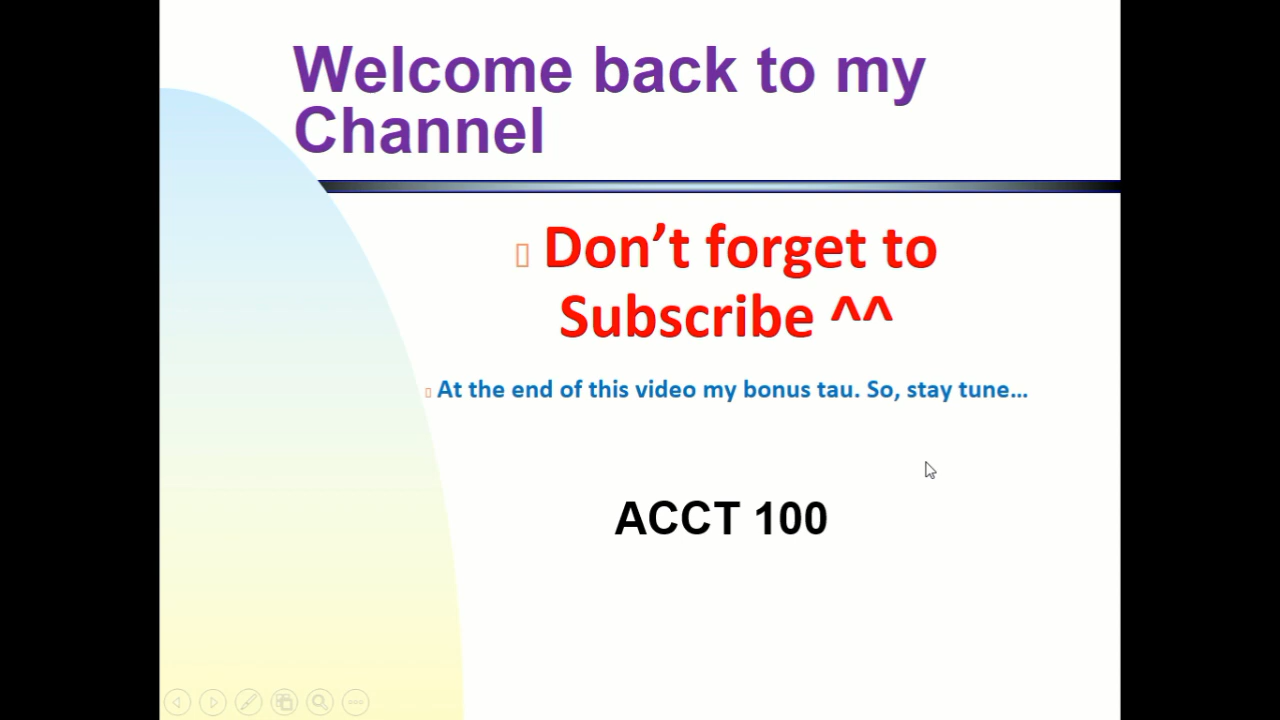 Welcome back to my
Channel
Don’t forget to
Subscribe ^^
At the end of this video my bonus tau. So, stay tune...
ACCT 100